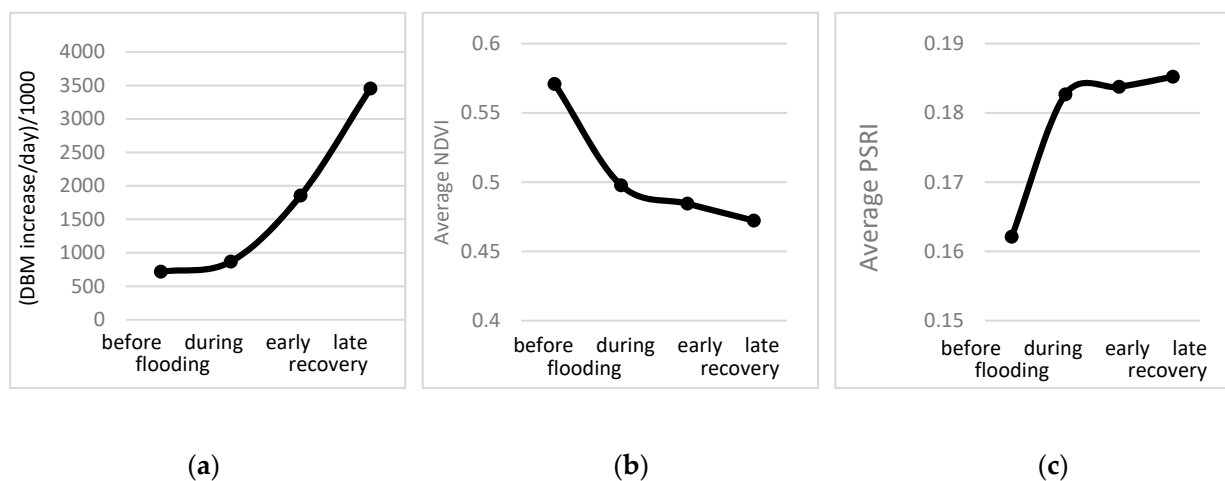 (DBM increase/day)/1000
4000
3500
3000
2500
2000
1500
1000
500
0
before during early late
flooding recovery
Average NDVI
0.6
0.55
0.5
0.45
0.4
before during early late
flooding recovery
Average PSRI
0.19
0.18
0.17
0.16
0.15
before during early late
flooding recovery
(a) (b) (c)